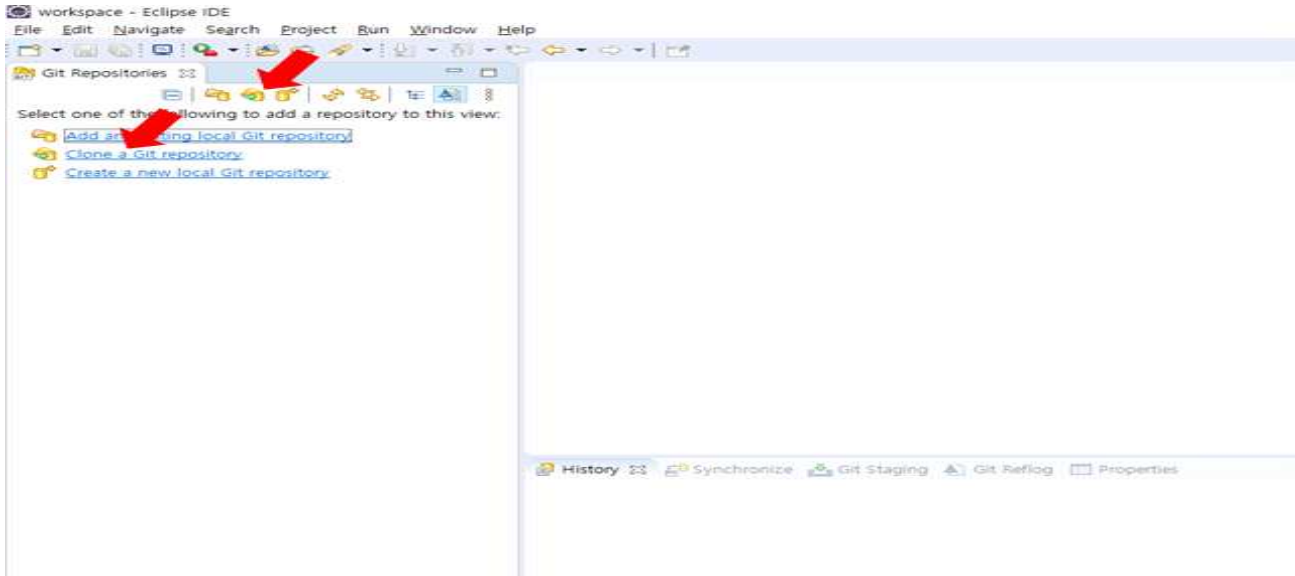 workspace - Eclipse IDE
File Edit Navigate Search Project Run Window Help
Git Repositories
Select one of the following to add a repository to this view:
Add an existing local Git repository
Clone a Git repository
Create a new local Git repository
History Synchronize Git Staging Git Reflog Properties